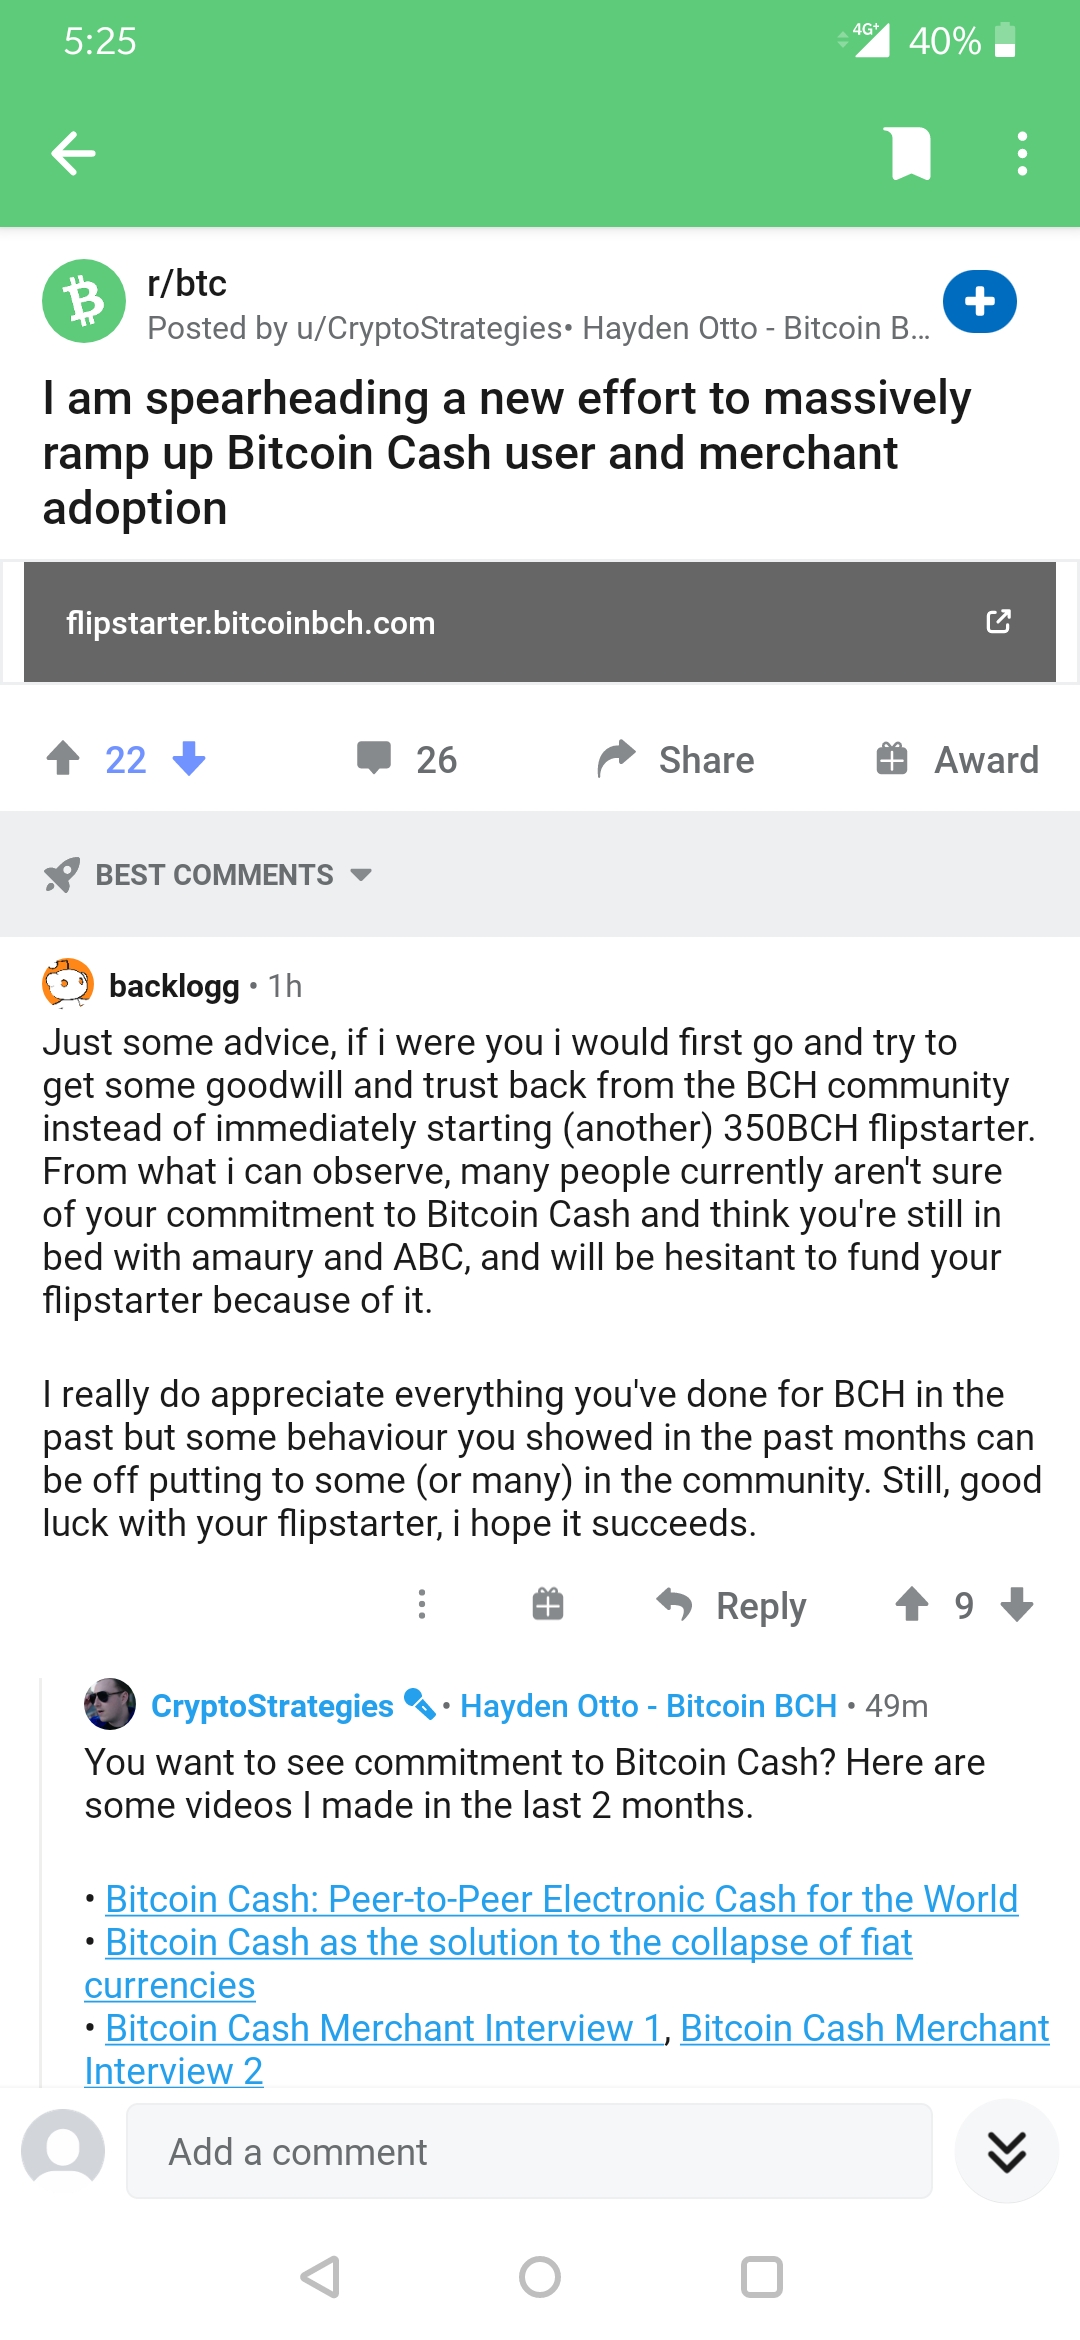 5:25
4G+ 40%
r/btc
Posted by u/CryptoStrategies• Hayden Otto - Bitcoin B...
I am spearheading a new effort to massively
ramp up Bitcoin Cash user and merchant
adoption
flipstarter.bitcoinbch.com
22 26 Share Award
BEST COMMENTS
backlogg • 1h
Just some advice, if i were you i would first go and try to
get some goodwill and trust back from the BCH community
instead of immediately starting (another) 350BCH flipstarter.
From what i can observe, many people currently aren't sure
of your commitment to Bitcoin Cash and think you're still in
bed with amaury and ABC, and will be hesitant to fund your
flipstarter because of it.
I really do appreciate everything you've done for BCH in the
past but some behaviour you showed in the past months can
be off putting to some (or many) in the community. Still, good
luck with your flipstarter, i hope it succeeds.
Reply 9
CryptoStrategies • Hayden Otto - Bitcoin BCH • 49m
You want to see commitment to Bitcoin Cash? Here are
some videos I made in the last 2 months.
• Bitcoin Cash: Peer-to-Peer Electronic Cash for the World
• Bitcoin Cash as the solution to the collapse of fiat
currencies
• Bitcoin Cash Merchant Interview 1, Bitcoin Cash Merchant
Interview 2
Add a comment